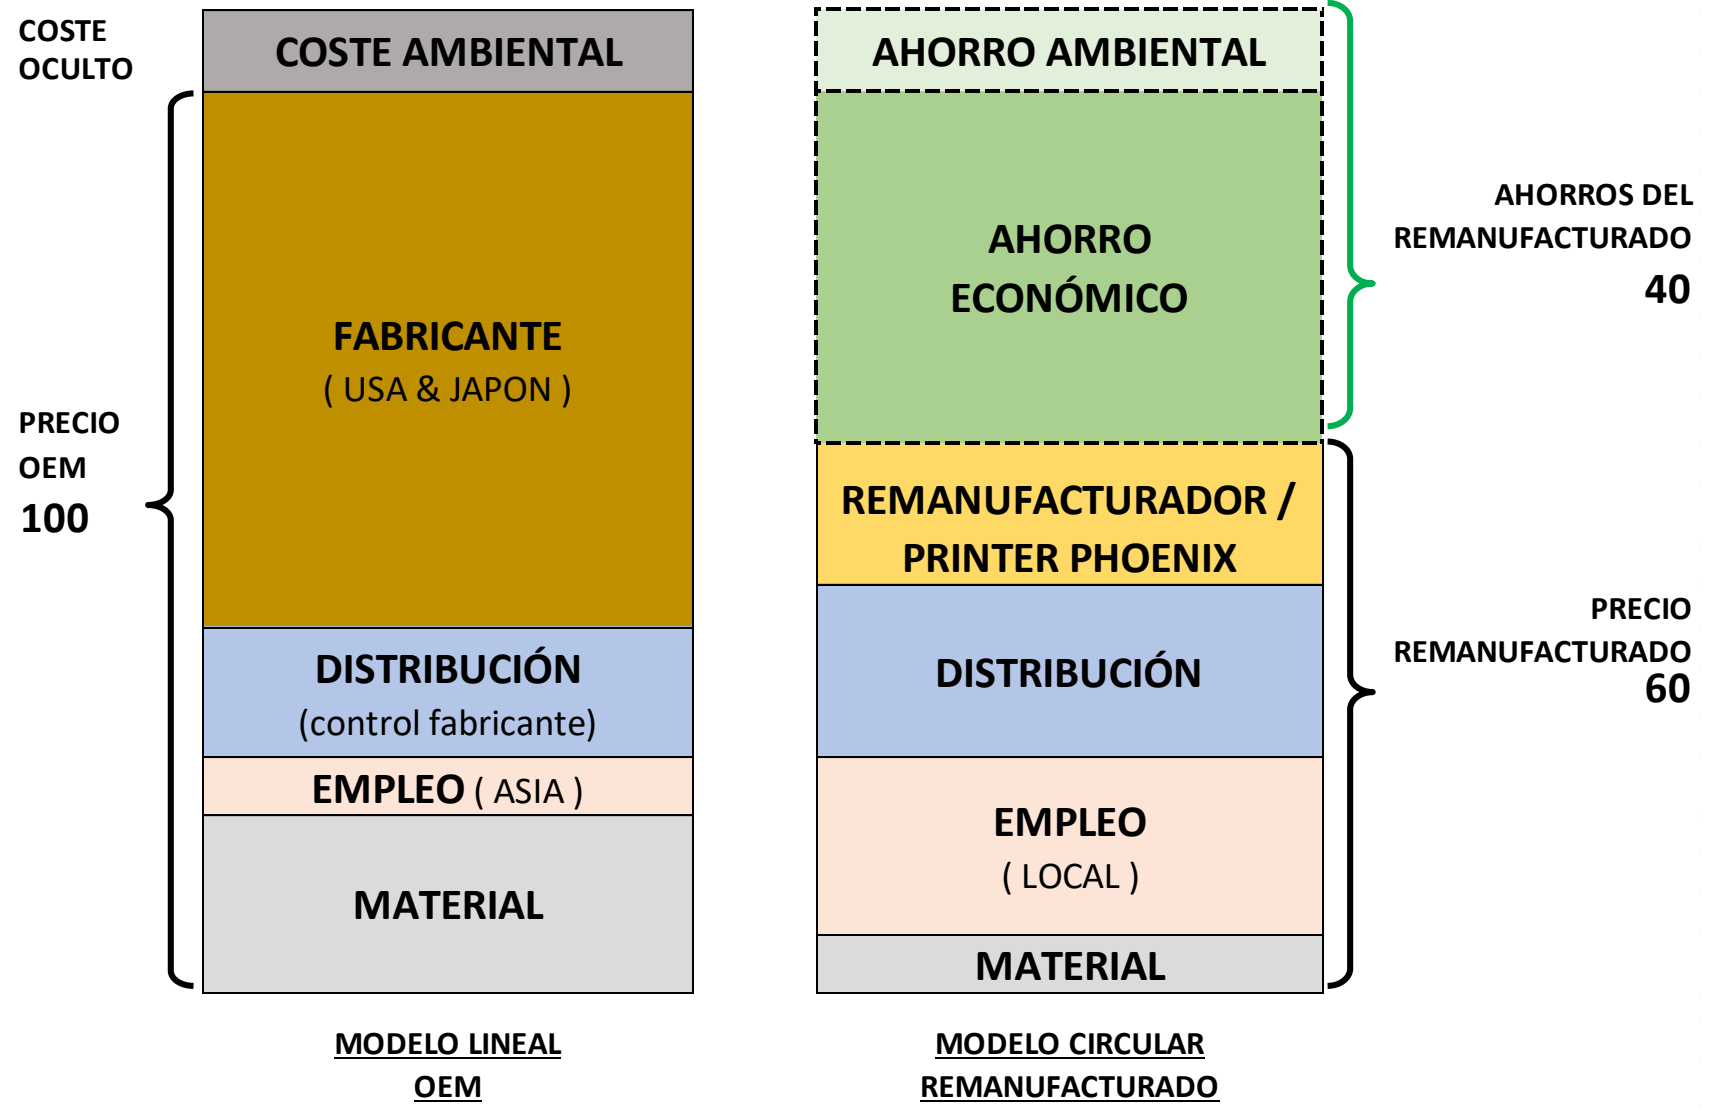 COSTE
OCULTO
PRECIO
OEM
100
COSTE AMBIENTAL
FABRICANTE
( USA & JAPON )
DISTRIBUCIÓN
(control fabricante)
EMPLEO ( ASIA )
MATERIAL
MODELO LINEAL
OEM
AHORRO AMBIENTAL
AHORRO
ECONÓMICO
REMANUFACTURADOR /
PRINTER PHOENIX
DISTRIBUCIÓN
EMPLEO
( LOCAL )
MATERIAL
MODELO CIRCULAR
REMANUFACTURADO
AHORROS DEL
REMANUFACTURADO
40
PRECIO
REMANUFACTURADO
60